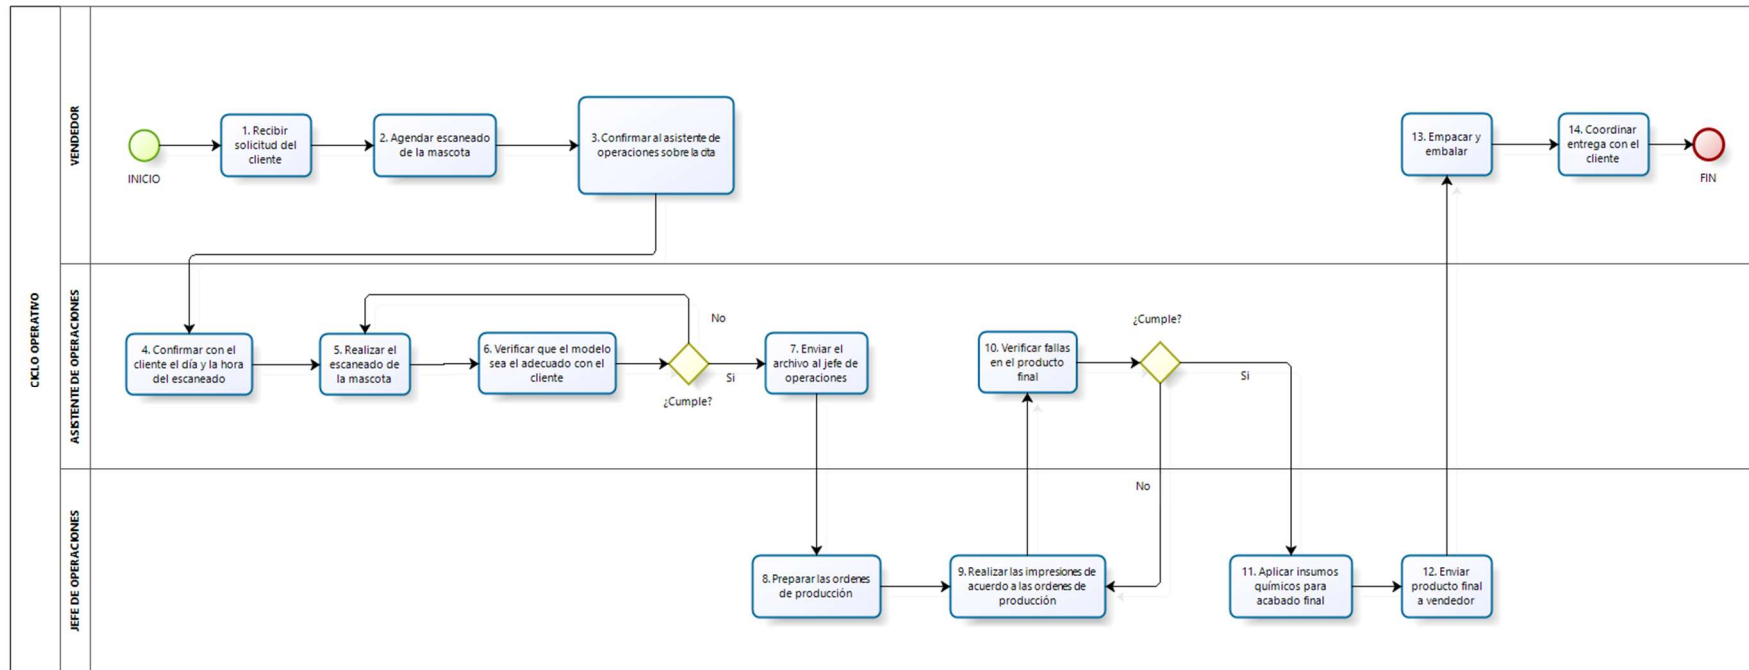 CICLO OPERATIVO
VENDEDOR
INICIO
1. Recibir
solicitud del
cliente
2. Agendar escaneado
de la mascota
3. Confirmar al asistente de
operaciones sobre la cita
13. Empacar y
embalar
14. Coordinar
entrega con el
cliente
FIN
ASISTENTE DE OPERACIONES
4. Confirmar con el
cliente el día y la hora
del escaneado
5. Realizar el
escaneado de
la mascota
6. Verificar que el modelo
sea el adecuado con el
cliente
No
Si
¿Cumple?
7. Enviar el
archivo al jefe de
operaciones
10. Verificar fallas
en el producto
final
¿Cumple?
Si
No
JEFE DE OPERACIONES
8. Preparar las ordenes
de producción
9. Realizar las impresiones de
acuerdo a las ordenes de
producción
11. Aplicar insumos
químicos para
acabado final
12. Enviar
producto final
a vendedor